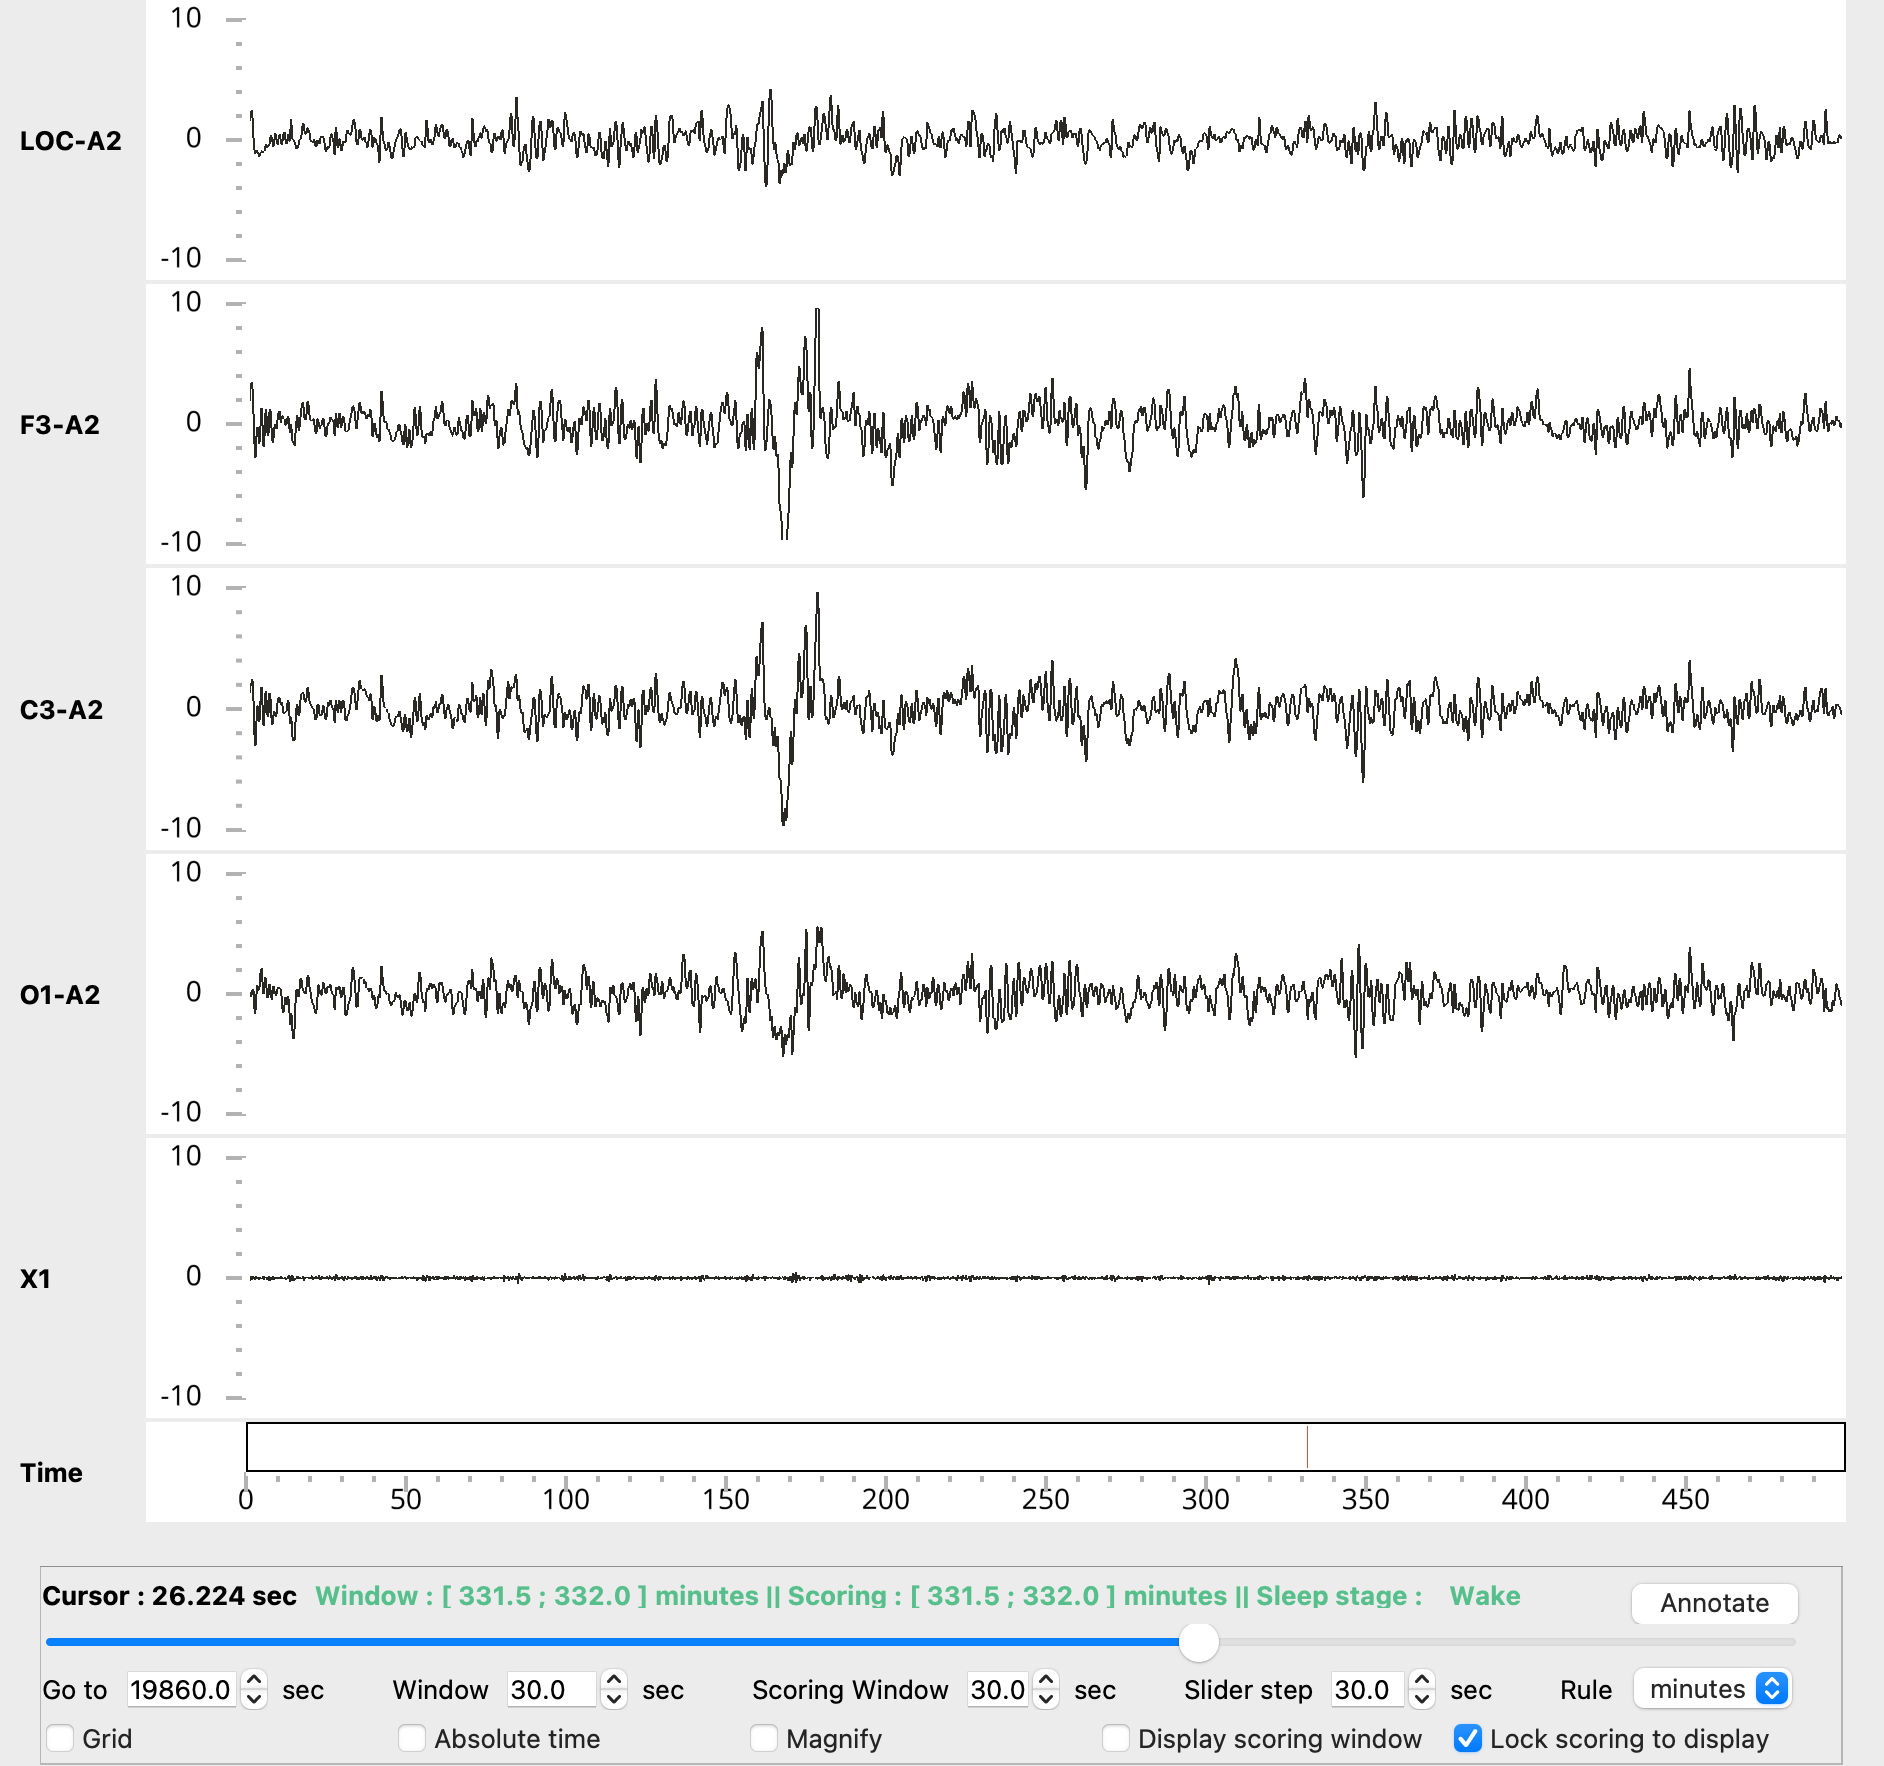 10
LOC-A2
0
-10
10
F3-A2
0
-10
10
C3-A2
0
-10
10
O1-A2
0
-10
10
X1
0
-10
Time
0 50 100 150 200 250 300 350 400 450
Cursor : 26.224 sec Window : [ 331.5 ; 332.0 ] minutes || Scoring : [ 331.5 ; 332.0 ] minutes || Sleep stage : Wake Annotate
Go to 19860.0 sec Window 30.0 sec Scoring Window 30.0 sec Slider step 30.0 sec Rule minutes
Grid Absolute time Magnify Display scoring window Lock scoring to display